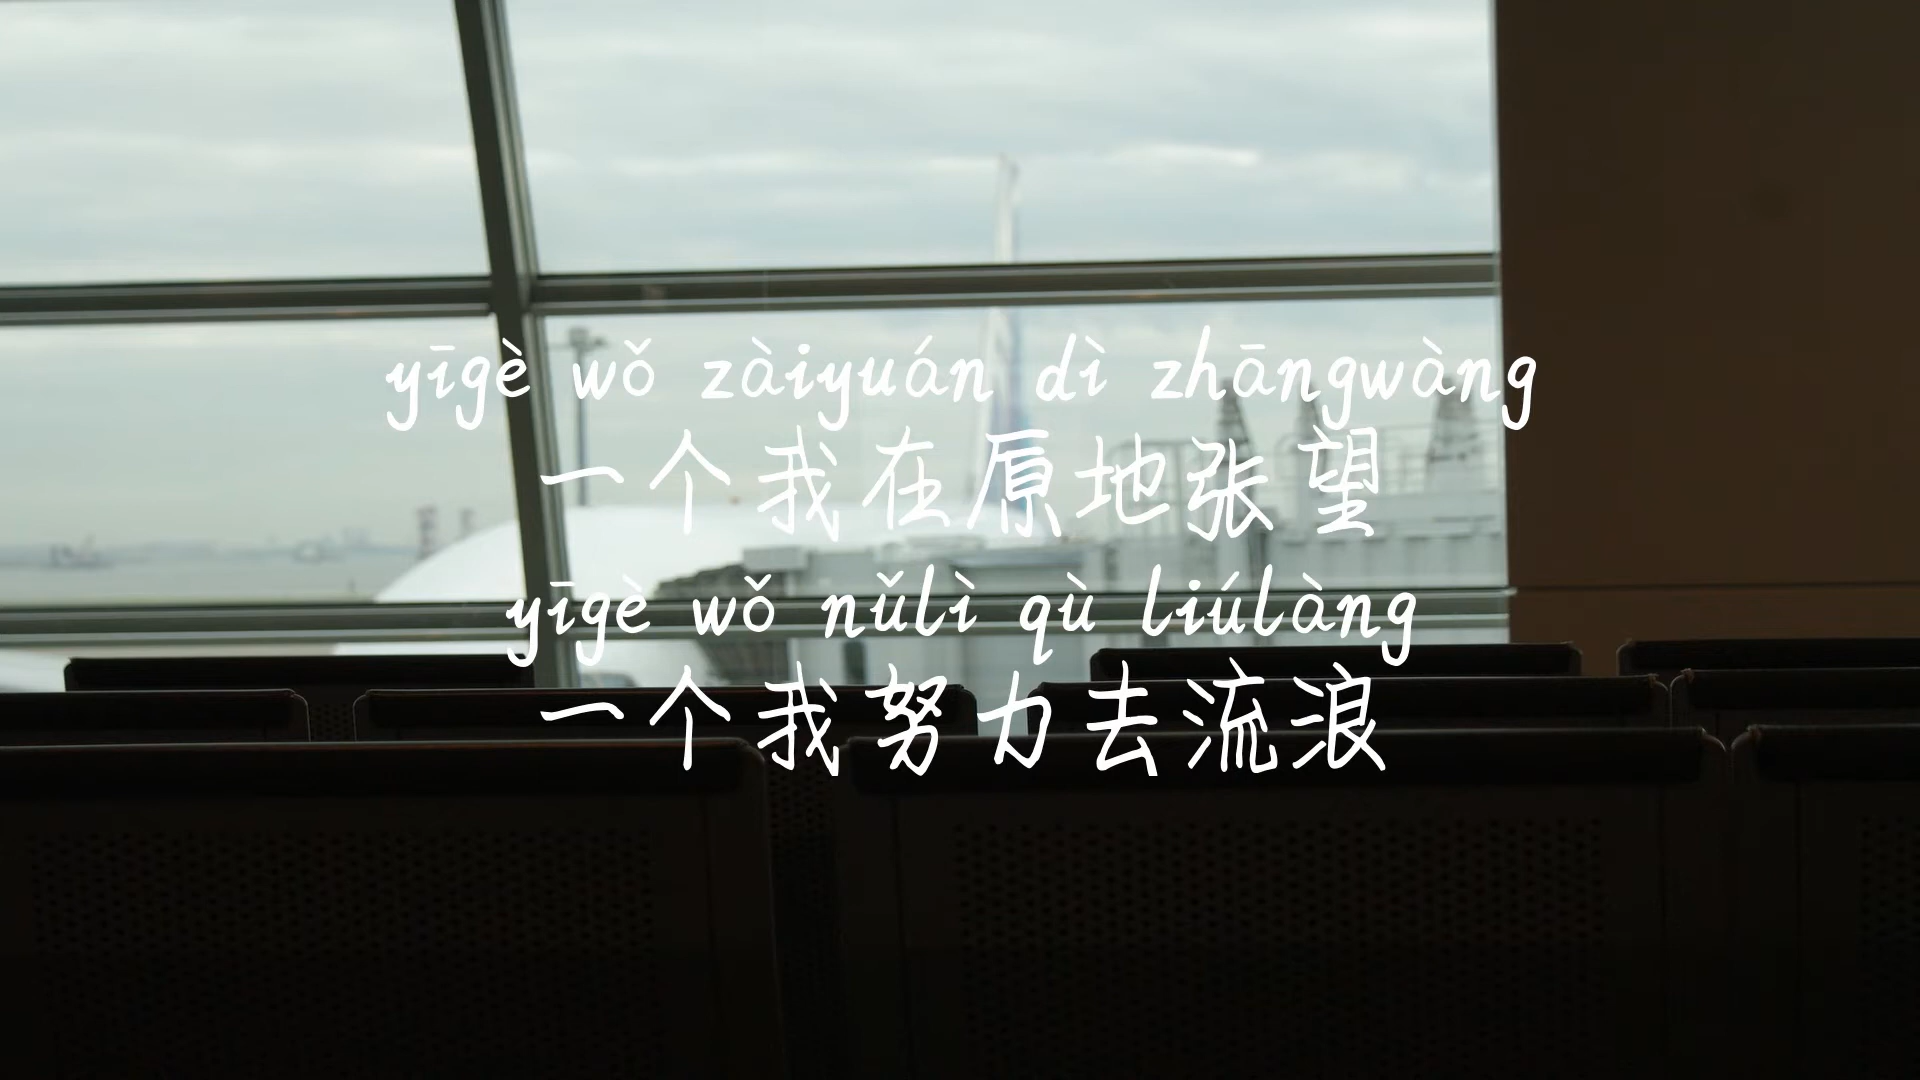 yīgè wǒ zàiyuán dì zhāngwàng
一个我在原地张望
yīgè wǒ nǔlì qù liúlàng
一个我努力去流浪